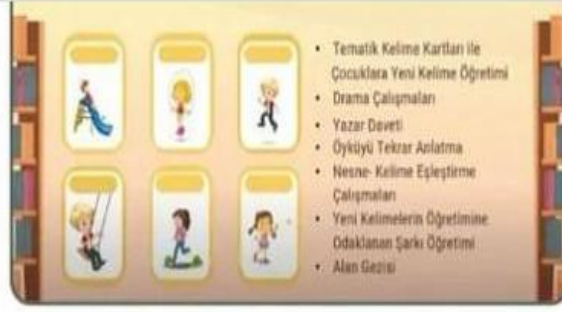 • Tematik Kelime Kartları ile
Çocuklara Yeni Kelime Öğretimi
• Drama Çalışmaları
• Yazar Daveti
• Öyküyü Tekrar Anlatma
• Nesne- Kelime Eşleştirme
Çalışmaları
• Yeni Kelimelerin Öğretimine
Odaklanan Şarkı Öğretimi
• Alan Gezisi